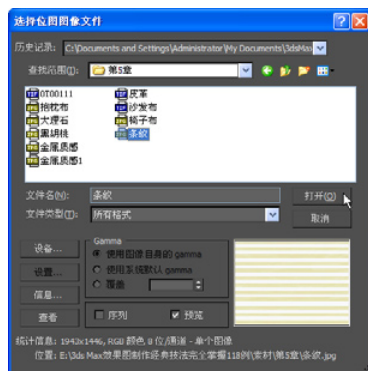 选择位图图像文件
历史记录: C:\Documents and Settings\Administrator\My Documents\3dsMax
查找范围(I): 第5章
0T00111 皮革
抱枕布 沙发布
大理石 椅子布
黑胡桃 条纹
金属质感
金属质感1
文件名(N): 条纹 打开(O)
文件类型(T): 所有格式 取消
设备... Gamma
使用图像自身的 gamma
设置... 使用系统默认 gamma
信息... 覆盖
查看 序列 预览
统计信息: 1943x1446, RGB 颜色 8 位/通道 - 单个图像
位置: E:\3ds Max效果图制作经典技法完全掌握118例\素材\第5章\条纹.jpg